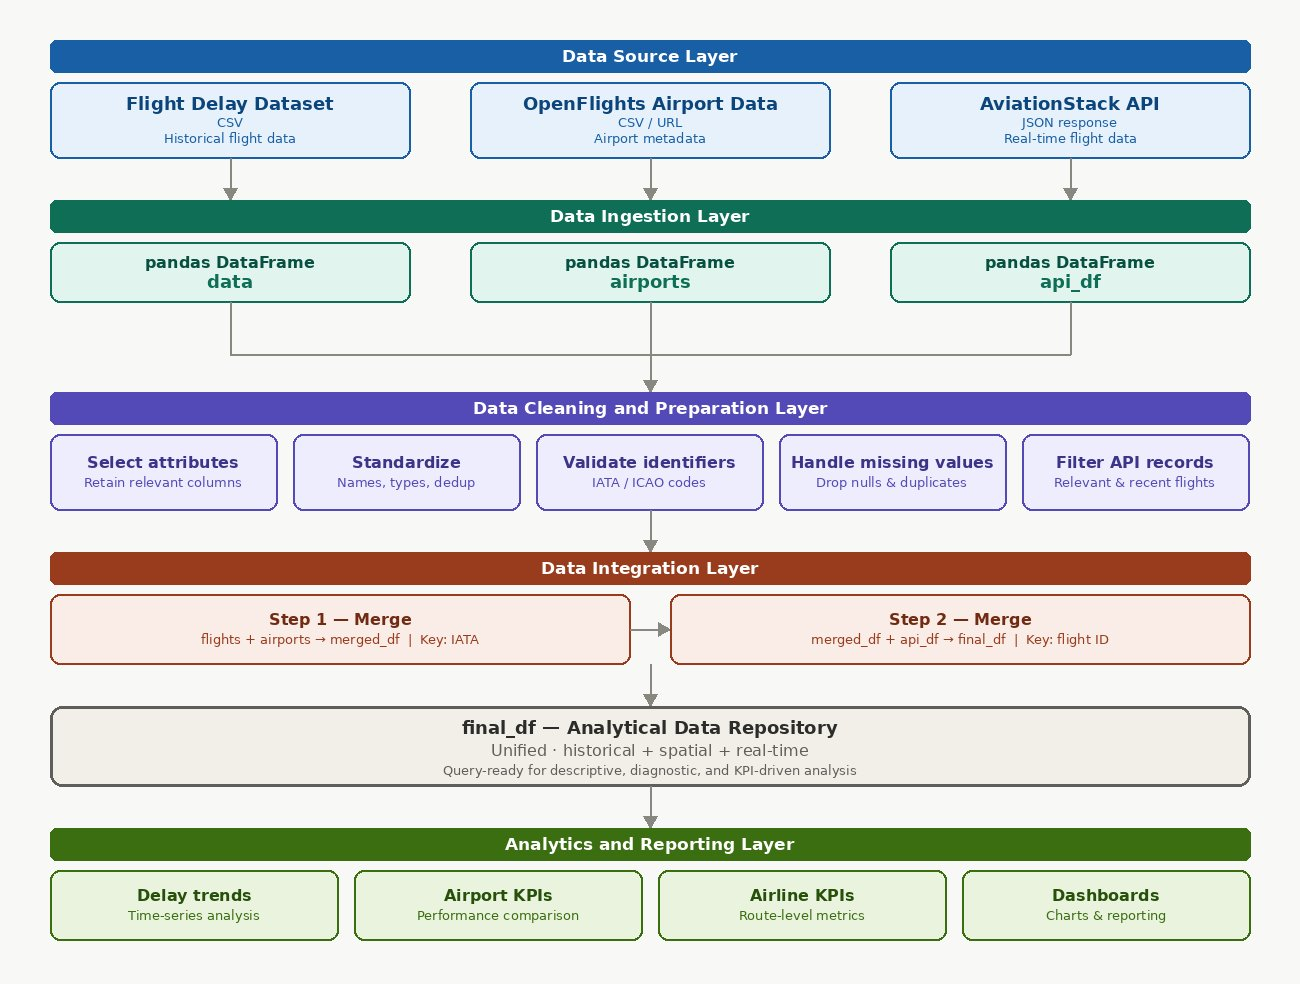 Data Source Layer
Flight Delay Dataset
CSV
Historical flight data
OpenFlights Airport Data
CSV / URL
Airport metadata
AviationStack API
JSON response
Real-time flight data
Data Ingestion Layer
pandas DataFrame
data
pandas DataFrame
airports
pandas DataFrame
api_df
Data Cleaning and Preparation Layer
Select attributes
Retain relevant columns
Standardize
Names, types, dedup
Validate identifiers
IATA / ICAO codes
Handle missing values
Drop nulls & duplicates
Filter API records
Relevant & recent flights
Data Integration Layer
Step 1 — Merge
flights + airports → merged_df | Key: IATA
Step 2 — Merge
merged_df + api_df → final_df | Key: flight ID
final_df — Analytical Data Repository
Unified · historical + spatial + real-time
Query-ready for descriptive, diagnostic, and KPI-driven analysis
Analytics and Reporting Layer
Delay trends
Time-series analysis
Airport KPIs
Performance comparison
Airline KPIs
Route-level metrics
Dashboards
Charts & reporting